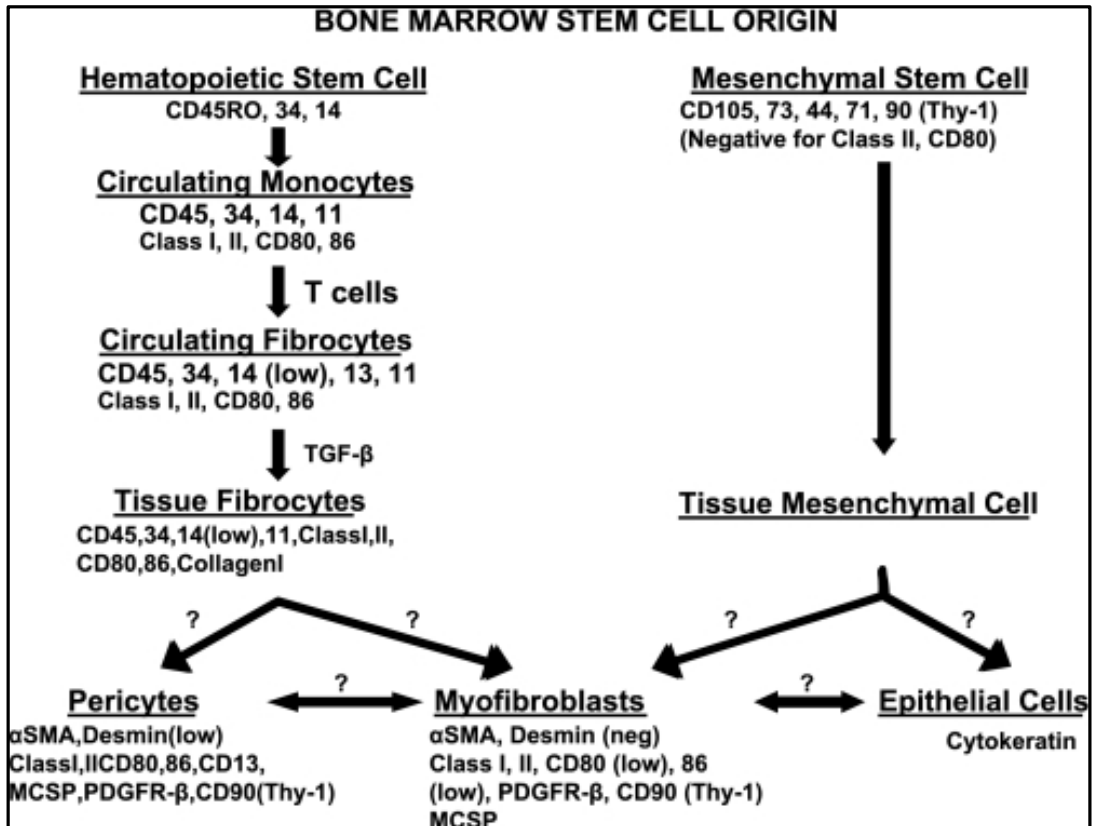 BONE MARROW STEM CELL ORIGIN
Hematopoietic Stem Cell
CD45RO, 34, 14
Circulating Monocytes
CD45, 34, 14, 11
Class I, II, CD80, 86
T cells
Circulating Fibrocytes
CD45, 34, 14 (low), 13, 11
Class I, II, CD80, 86
TGF-β
Tissue Fibrocytes
CD45,34,14(low),11,ClassI,II,
CD80,86,CollagenI
Mesenchymal Stem Cell
CD105, 73, 44, 71, 90 (Thy-1)
(Negative for Class II, CD80)
Tissue Mesenchymal Cell
?
?
?
?
Pericytes
αSMA,Desmin(low)
ClassI,IICD80,86,CD13,
MCSP,PDGFR-β,CD90(Thy-1)
?
Myofibroblasts
αSMA, Desmin (neg)
Class I, II, CD80 (low), 86
(low), PDGFR-β, CD90 (Thy-1)
MCSP
?
Epithelial Cells
Cytokeratin